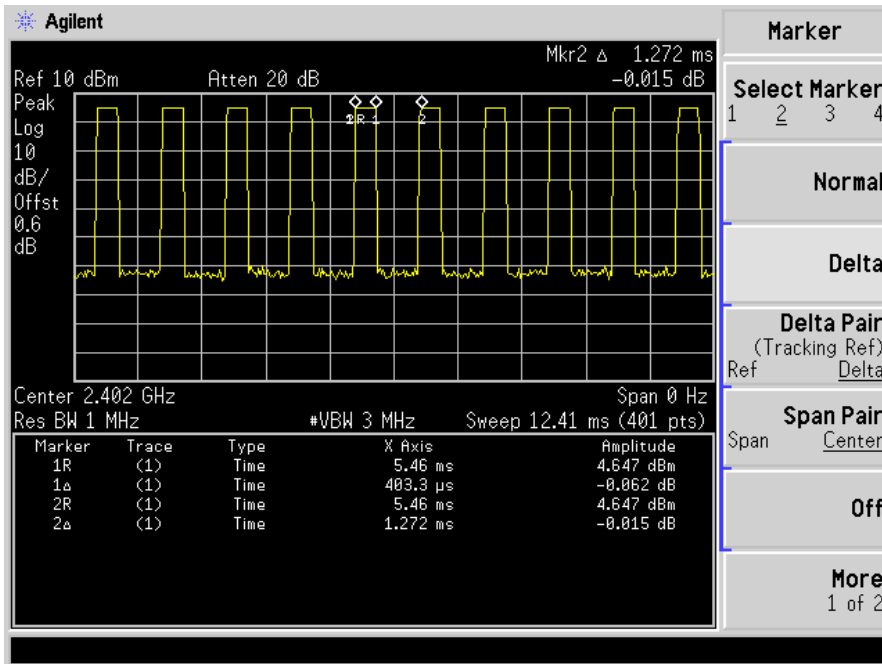 Agilent
Mkr2 Δ 1.272 ms
Ref 10 dBm Atten 20 dB -0.015 dB
Peak
Log
10
dB/
Offst
0.6
dB
1R 1 2
Center 2.402 GHz Span 0 Hz
Res BW 1 MHz #VBW 3 MHz Sweep 12.41 ms (401 pts)
Marker Trace Type X Axis Amplitude
1R (1) Time 5.46 ms 4.647 dBm
1Δ (1) Time 403.3 µs -0.062 dB
2R (1) Time 5.46 ms 4.647 dBm
2Δ (1) Time 1.272 ms -0.015 dB
Marker
Select Marker
1 2 3 4
Normal
Delta
Delta Pair
(Tracking Ref)
Ref Delta
Span Pair
Span Center
Off
More
1 of 2